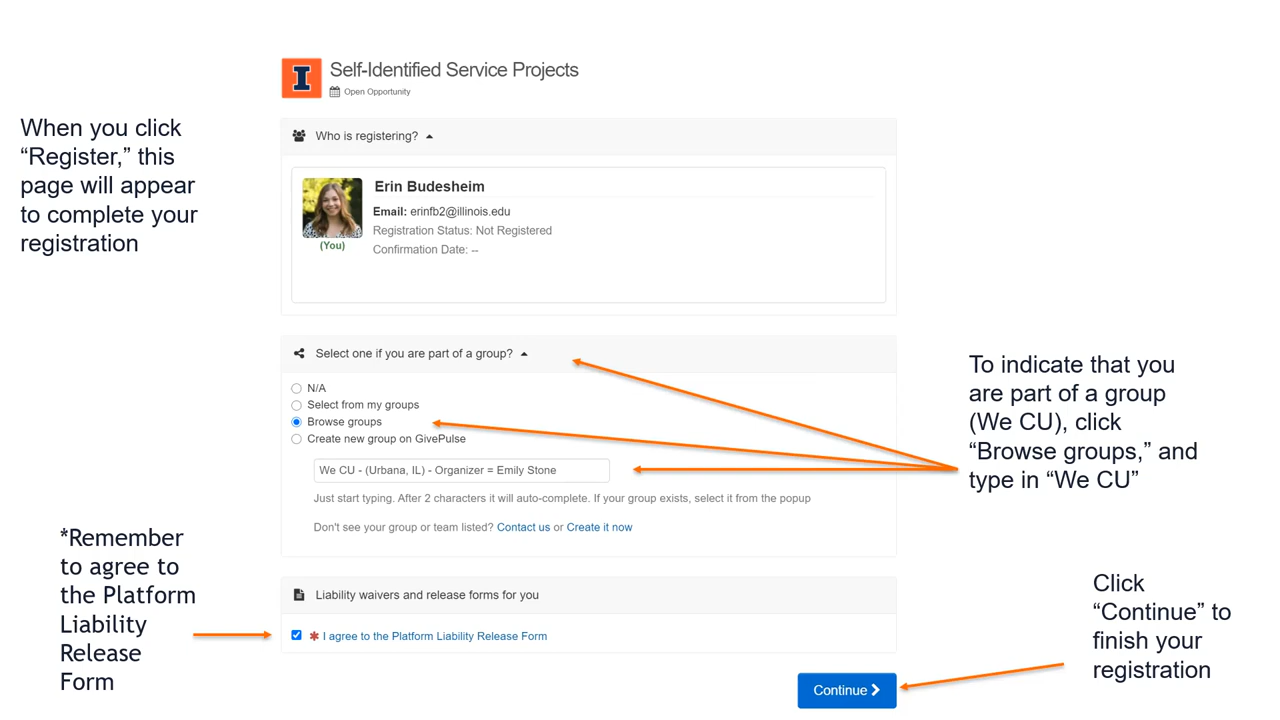 Self-Identified Service Projects
Open Opportunity
When you click
“Register,” this
page will appear
to complete your
registration
Who is registering?
Erin Budesheim
Email: erinfb2@illinois.edu
Registration Status: Not Registered
Confirmation Date: --
(You)
Select one if you are part of a group?
N/A
Select from my groups
Browse groups
Create new group on GivePulse
We CU - (Urbana, IL) - Organizer = Emily Stone
Just start typing. After 2 characters it will auto-complete. If your group exists, select it from the popup
Don't see your group or team listed? Contact us or Create it now
To indicate that you
are part of a group
(We CU), click
“Browse groups,” and
type in “We CU”
*Remember
to agree to
the Platform
Liability
Release
Form
Liability waivers and release forms for you
I agree to the Platform Liability Release Form
Continue
Click
“Continue” to
finish your
registration